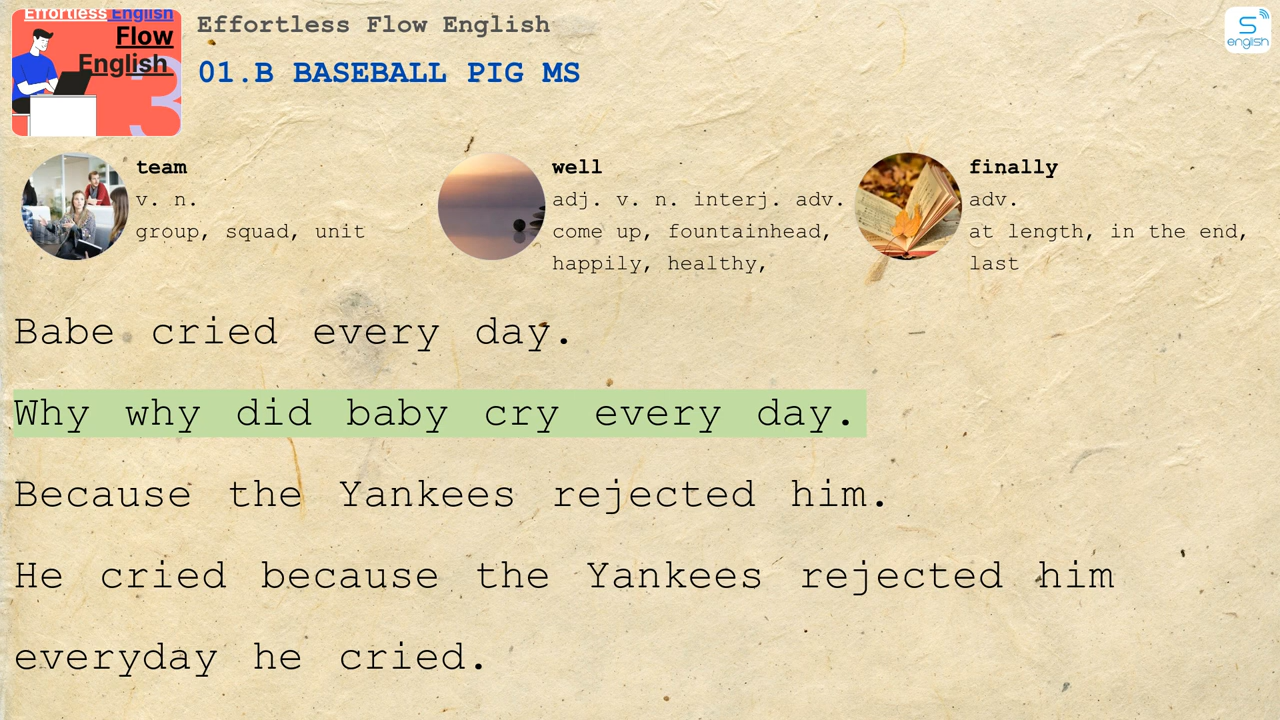 Effortless English
Flow
English
3
Effortless Flow English
01.B BASEBALL PIG MS
S
english
team
v. n.
group, squad, unit
well
adj. v. n. interj. adv.
come up, fountainhead,
happily, healthy,
finally
adv.
at length, in the end,
last
Babe cried every day.
Why why did baby cry every day.
Because the Yankees rejected him.
He cried because the Yankees rejected him
everyday he cried.